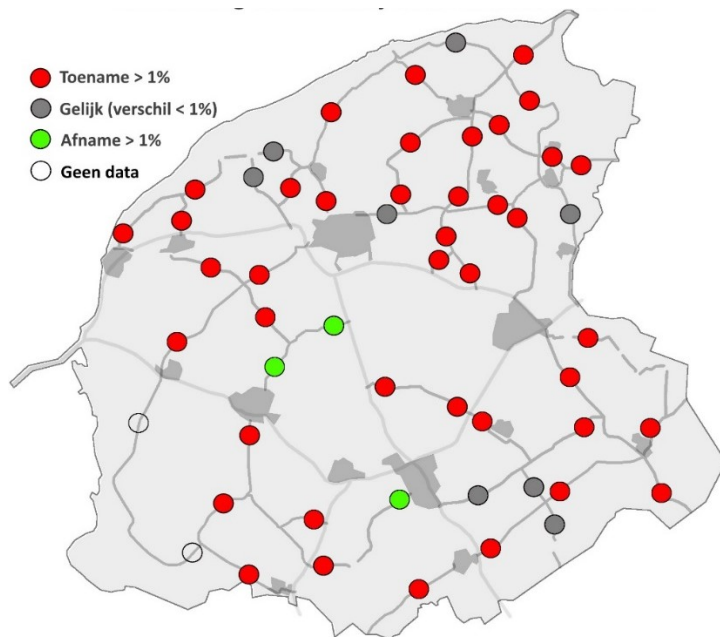 Toename > 1%
Gelijk (verschil < 1%)
Afname > 1%
Geen data